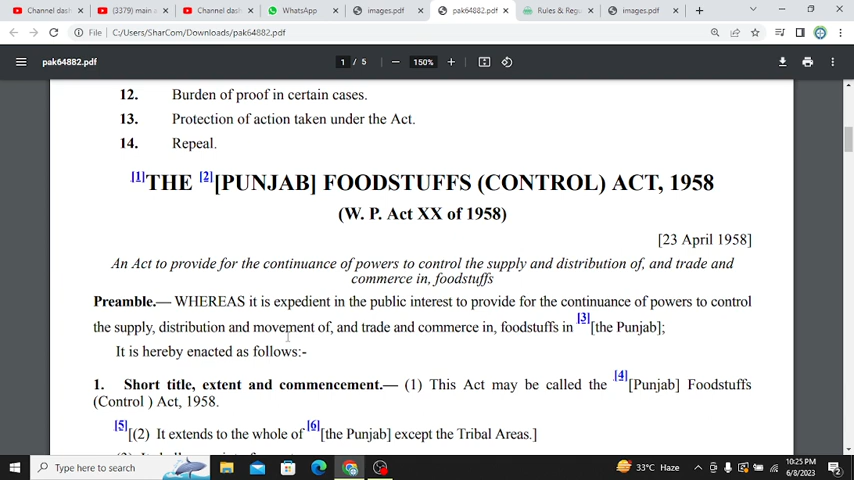 Channel dashb
(3379) main a
Channel dashb
WhatsApp
images.pdf
pak64882.pdf
Rules & Regu
images.pdf
File
C:/Users/SharCom/Downloads/pak64882.pdf
pak64882.pdf
1 / 5
150%
12. Burden of proof in certain cases.
13. Protection of action taken under the Act.
14. Repeal.
[1]THE [2][PUNJAB] FOODSTUFFS (CONTROL) ACT, 1958
(W. P. Act XX of 1958)
[23 April 1958]
An Act to provide for the continuance of powers to control the supply and distribution of, and trade and
commerce in, foodstuffs
Preamble.— WHEREAS it is expedient in the public interest to provide for the continuance of powers to control
the supply, distribution and movement of, and trade and commerce in, foodstuffs in [3][the Punjab];
It is hereby enacted as follows:-
1. Short title, extent and commencement.— (1) This Act may be called the [4][Punjab] Foodstuffs
(Control ) Act, 1958.
[5][(2) It extends to the whole of [6][the Punjab] except the Tribal Areas.]
Type here to search
33°C Haze
10:25 PM
6/8/2023
2